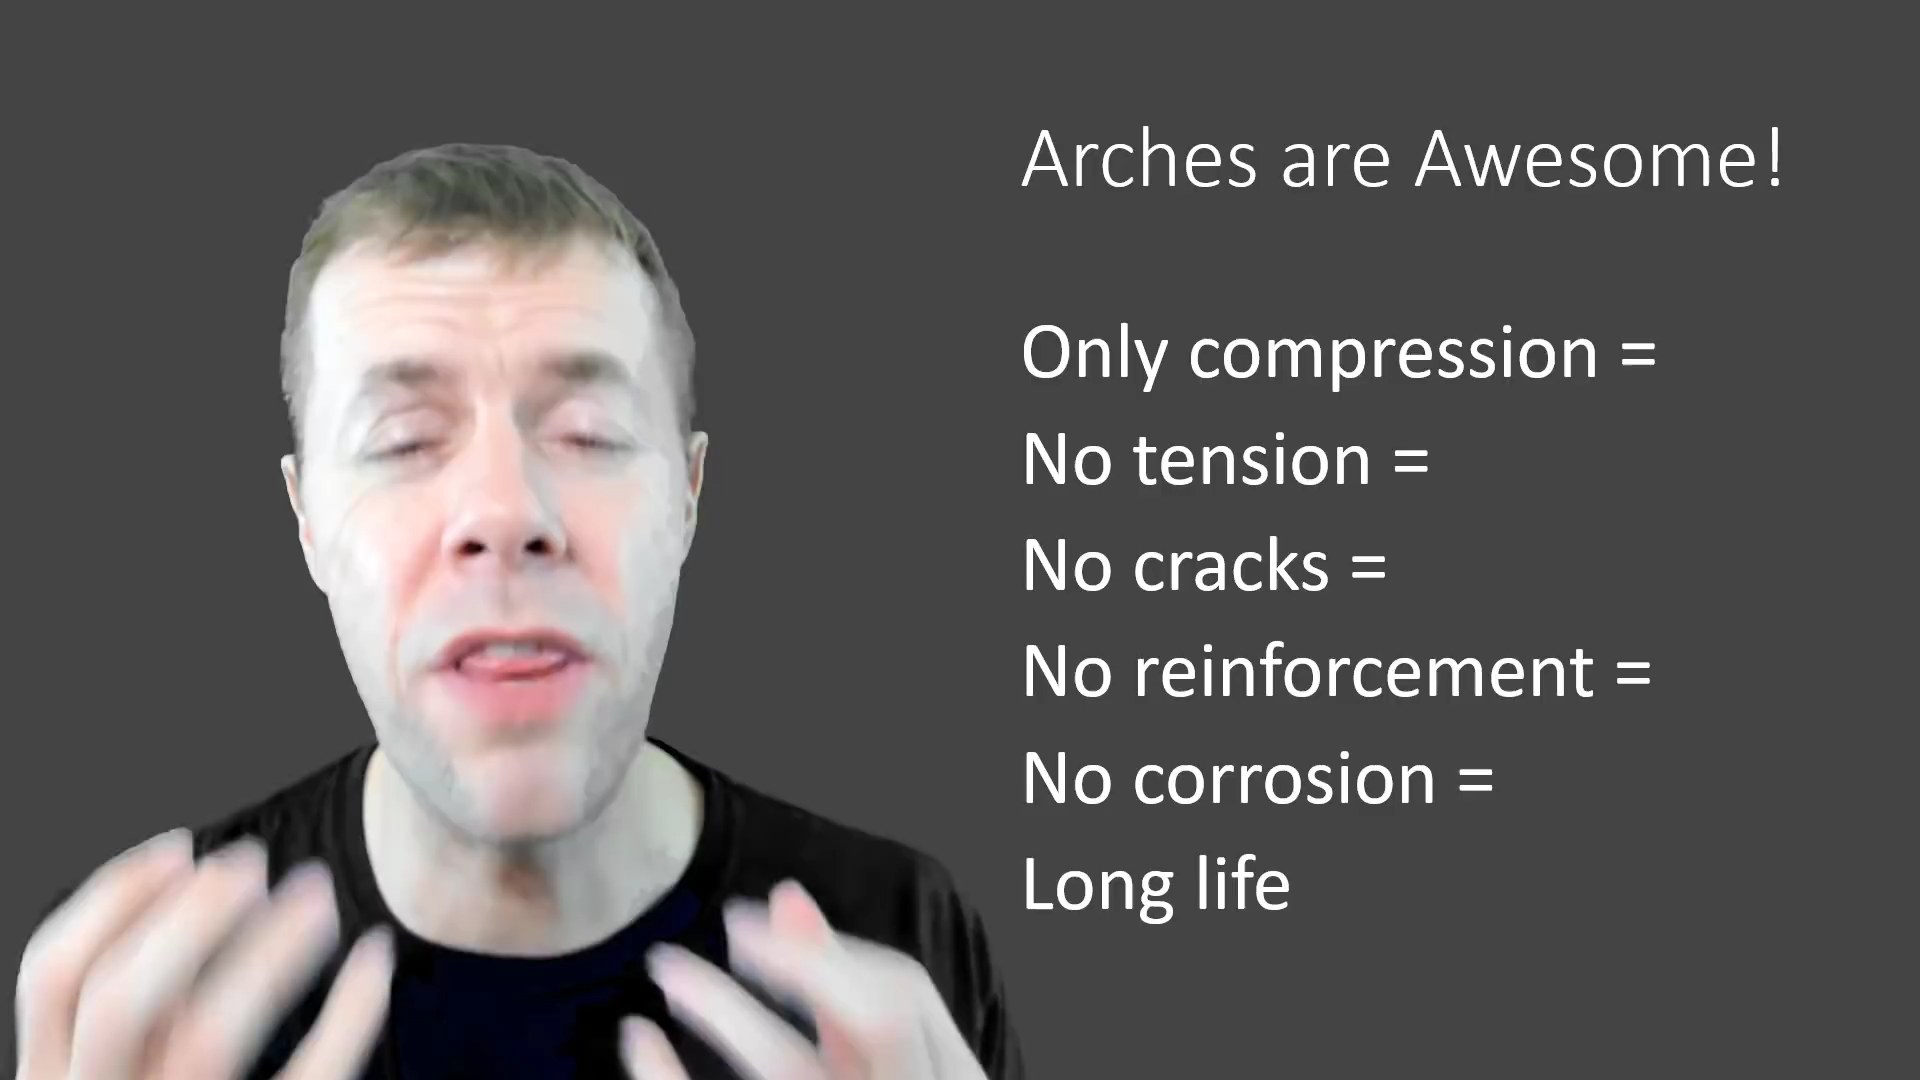 Arches are Awesome!
Only compression =
No tension =
No cracks =
No reinforcement =
No corrosion =
Long life